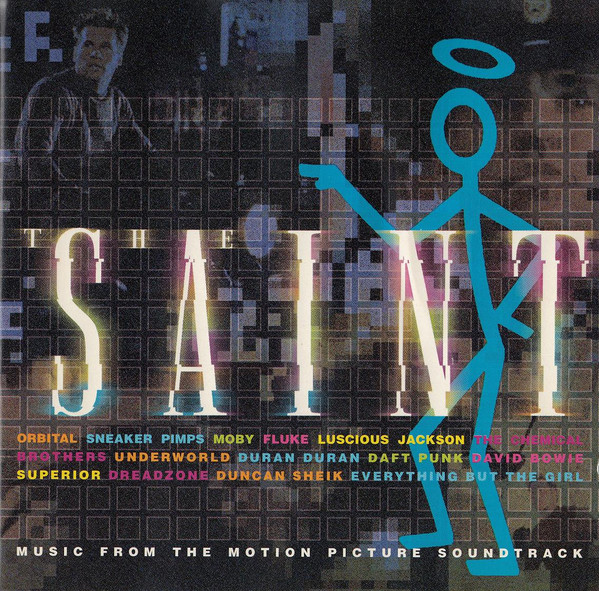 THE
SAINT
ORBITAL SNEAKER PIMPS MOBY FLUKE LUSCIOUS JACKSON THE CHEMICAL
BROTHERS UNDERWORLD DURAN DURAN DAFT PUNK DAVID BOWIE
SUPERIOR DREADZONE DUNCAN SHEIK EVERYTHING BUT THE GIRL
MUSIC FROM THE MOTION PICTURE SOUNDTRACK